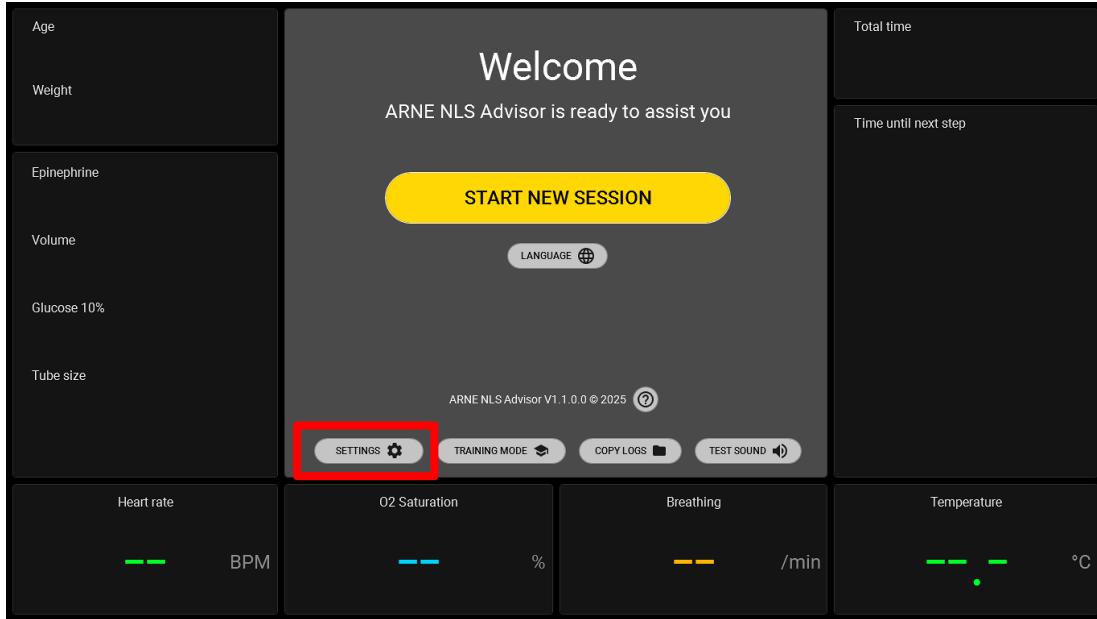 Age
Weight
Epinephrine
Volume
Glucose 10%
Tube size
Welcome
ARNE NLS Advisor is ready to assist you
START NEW SESSION
LANGUAGE
ARNE NLS Advisor V1.1.0.0 © 2025 ?
SETTINGS
TRAINING MODE
COPY LOGS
TEST SOUND
Total time
Time until next step
Heart rate
-- BPM
O2 Saturation
-- %
Breathing
-- /min
Temperature
--.- °C